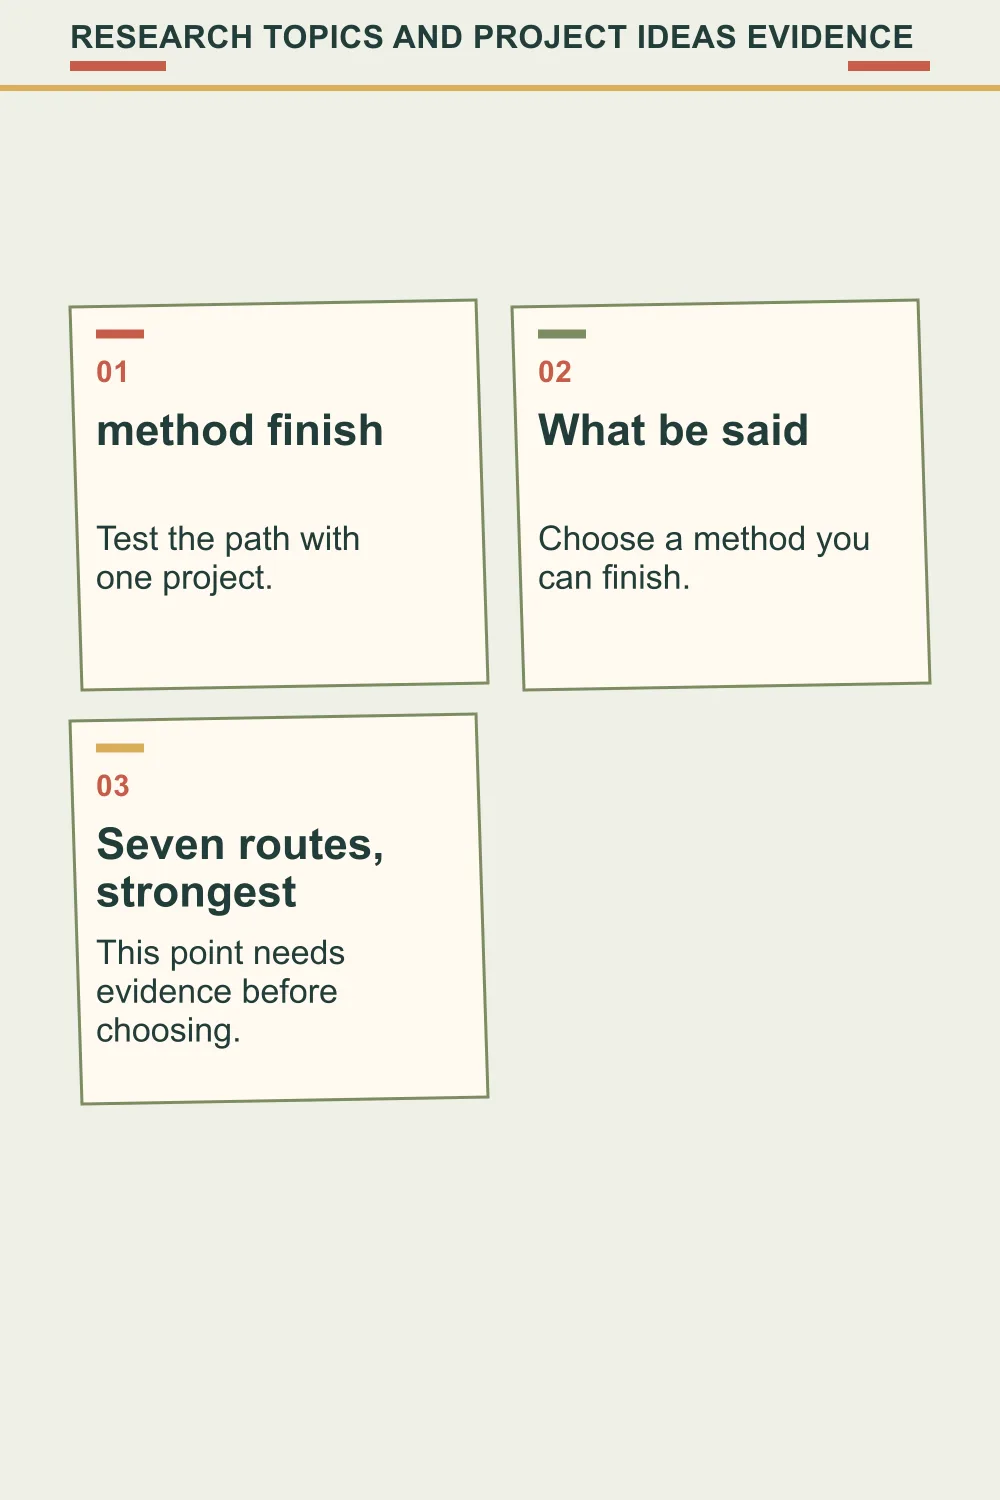 RESEARCH TOPICS AND PROJECT IDEAS EVIDENCE
01
method finish
Test the path with
one project.
02
What be said
Choose a method you
can finish.
03
Seven routes,
strongest
This point needs
evidence before
choosing.